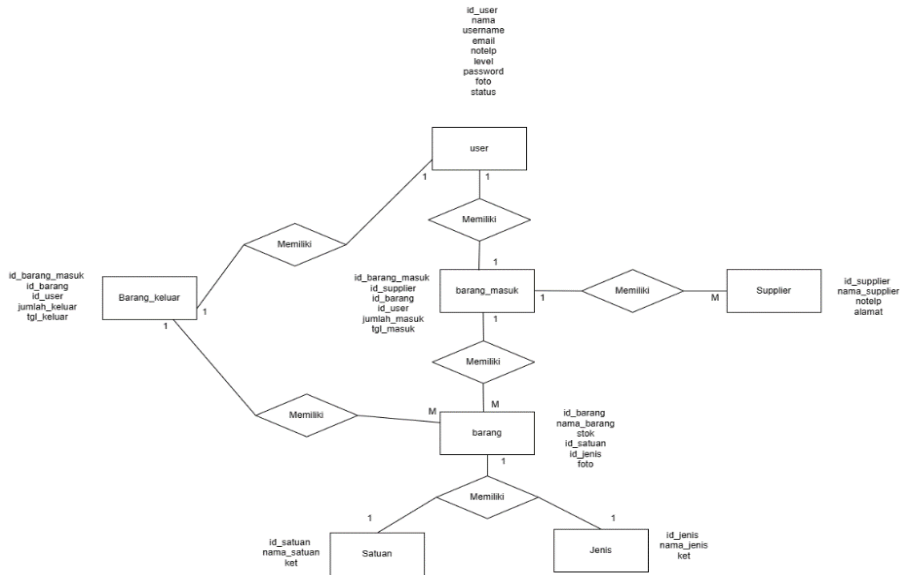 id_user
nama
username
email
notelp
level
password
foto
status
user
1
1
Memiliki
Memiliki
id_barang_masuk
id_barang
id_user
jumlah_keluar
tgl_keluar
Barang_keluar
1
1
id_barang_masuk
id_supplier
id_barang
id_user
jumlah_masuk
tgl_masuk
1
barang_masuk
1
1
Memiliki
M
Supplier
id_supplier
nama_supplier
notelp
alamat
Memiliki
Memiliki
M
M
barang
1
id_barang
nama_barang
stok
id_satuan
id_jenis
foto
Memiliki
1
1
id_satuan
nama_satuan
ket
Satuan
Jenis
id_jenis
nama_jenis
ket